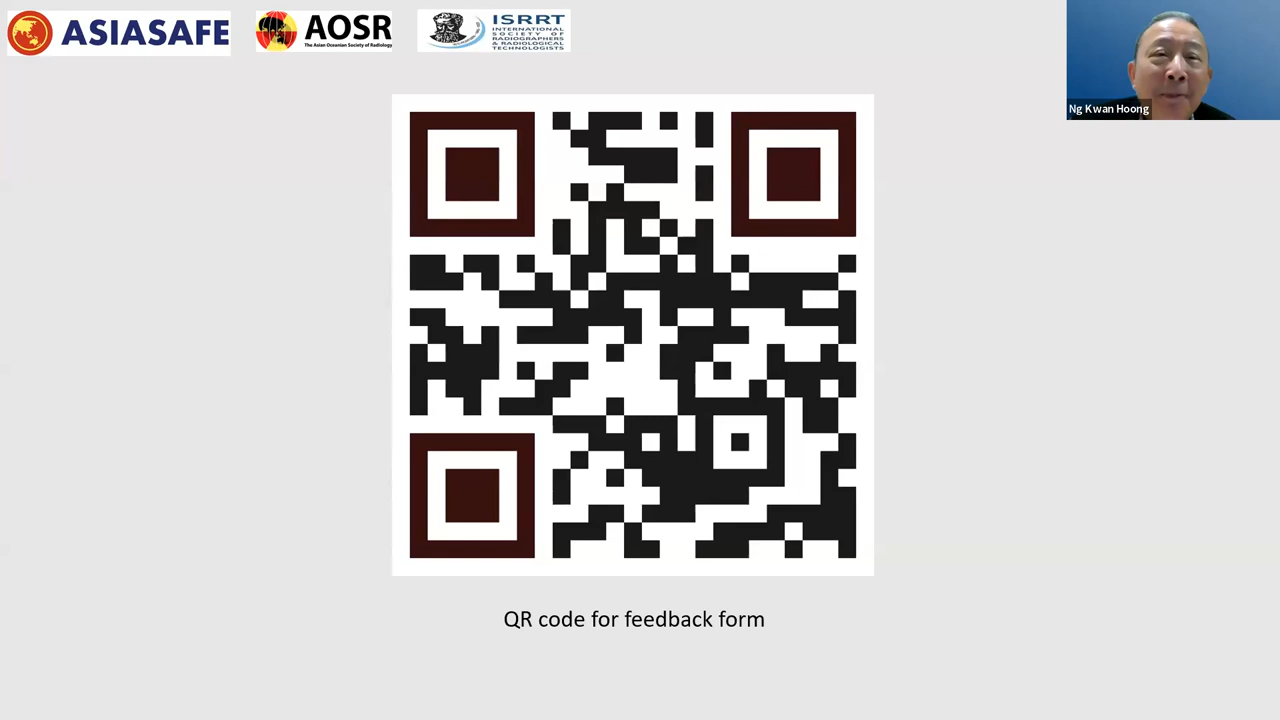 ASIASAFE
AOSR
The Asian Oceanian Society of Radiology
ISRRT
INTERNATIONAL
SOCIETY OF
RADIOGRAPHERS
& RADIOLOGICAL
TECHNOLOGISTS
Ng Kwan Hoong
QR code for feedback form